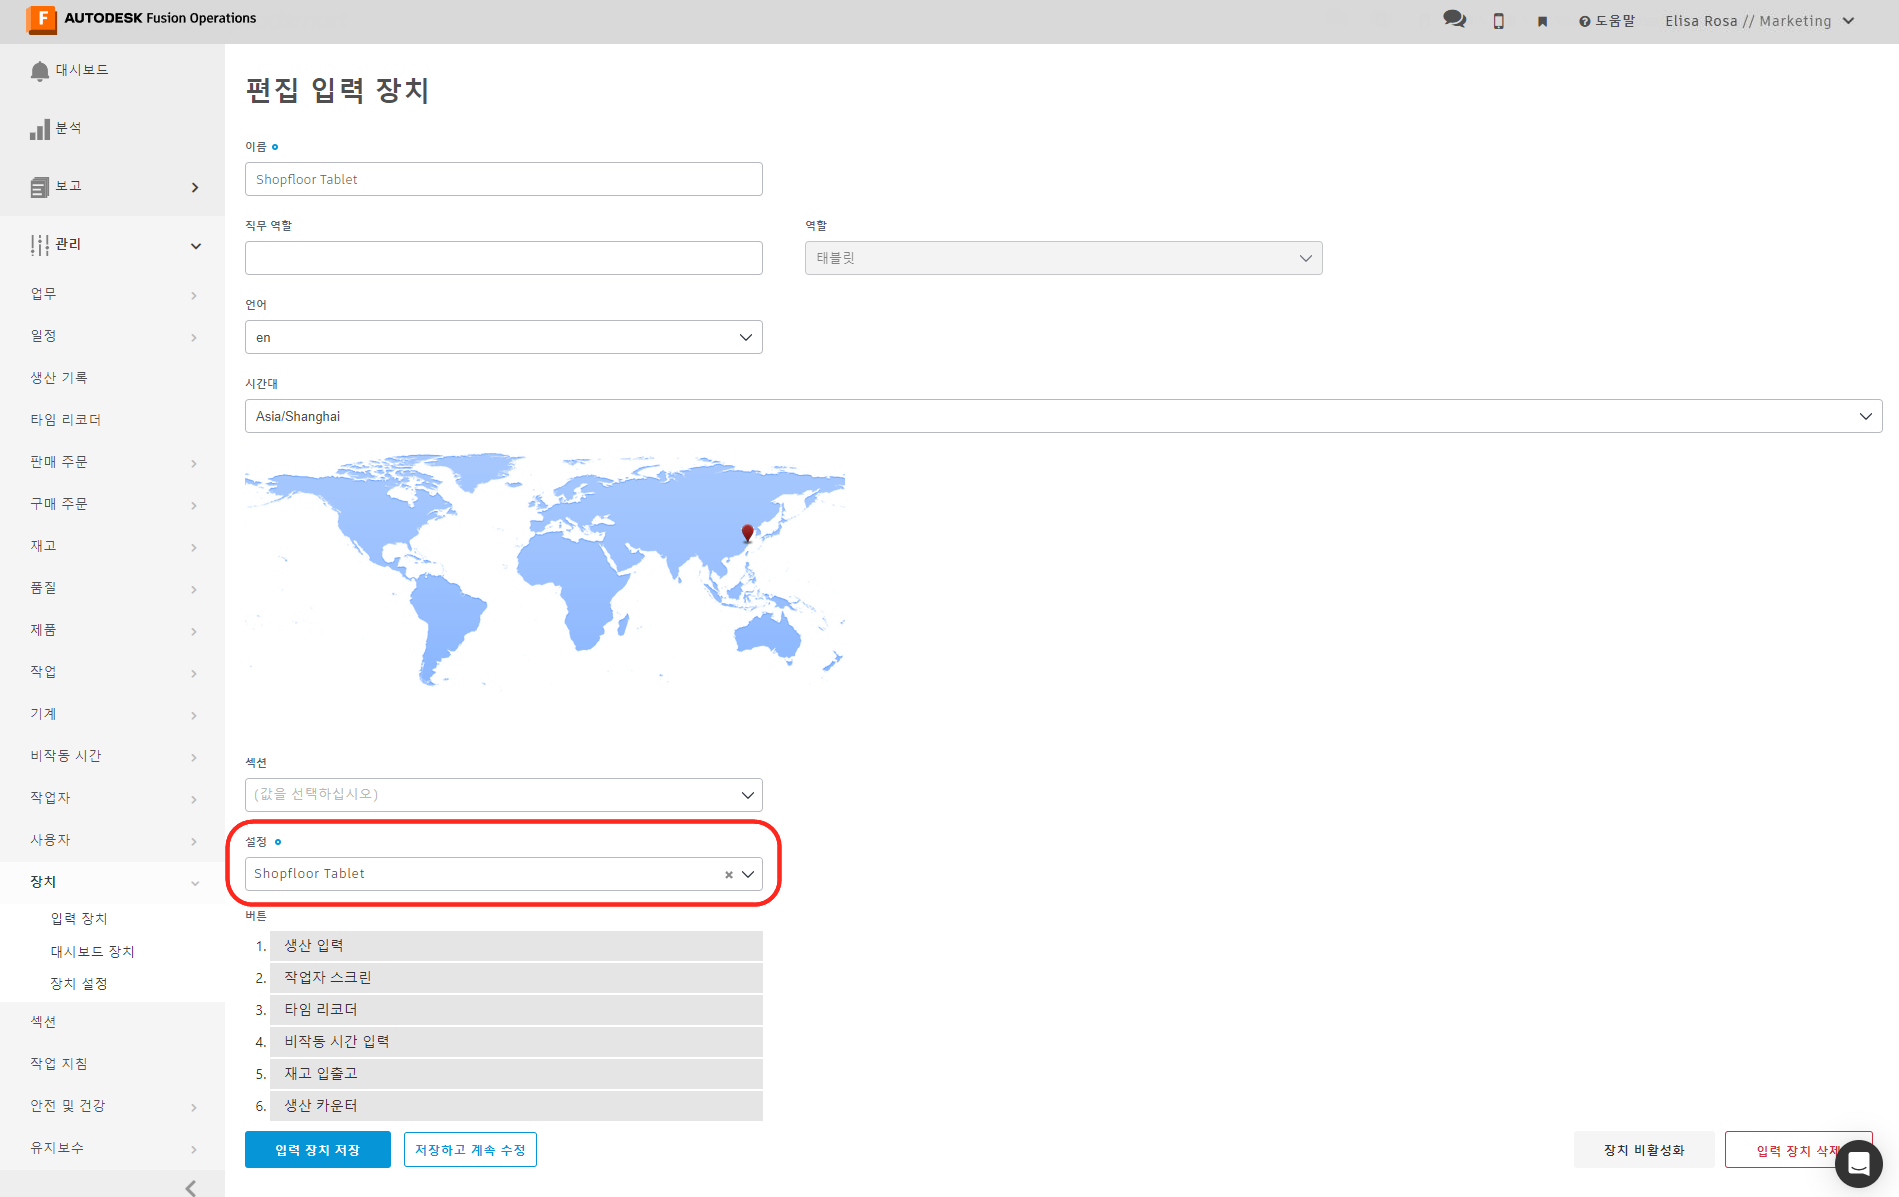 AUTODESK Fusion Operations
도움말
Elisa Rosa // Marketing
대시보드
분석
보고
관리
업무
일정
생산 기록
타임 리코더
판매 주문
구매 주문
재고
품질
제품
작업
기계
비작동 시간
작업자
사용자
장치
입력 장치
대시보드 장치
장치 설정
섹션
작업 지침
안전 및 건강
유지보수
편집 입력 장치
이름
Shopfloor Tablet
직무 역할
역할
태블릿
언어
en
시간대
Asia/Shanghai
섹션
(값을 선택하십시오)
설정
Shopfloor Tablet
버튼
1. 생산 입력
2. 작업자 스크린
3. 타임 리코더
4. 비작동 시간 입력
5. 재고 입출고
6. 생산 카운터
입력 장치 저장
저장하고 계속 수정
장치 비활성화
입력 장치 삭제